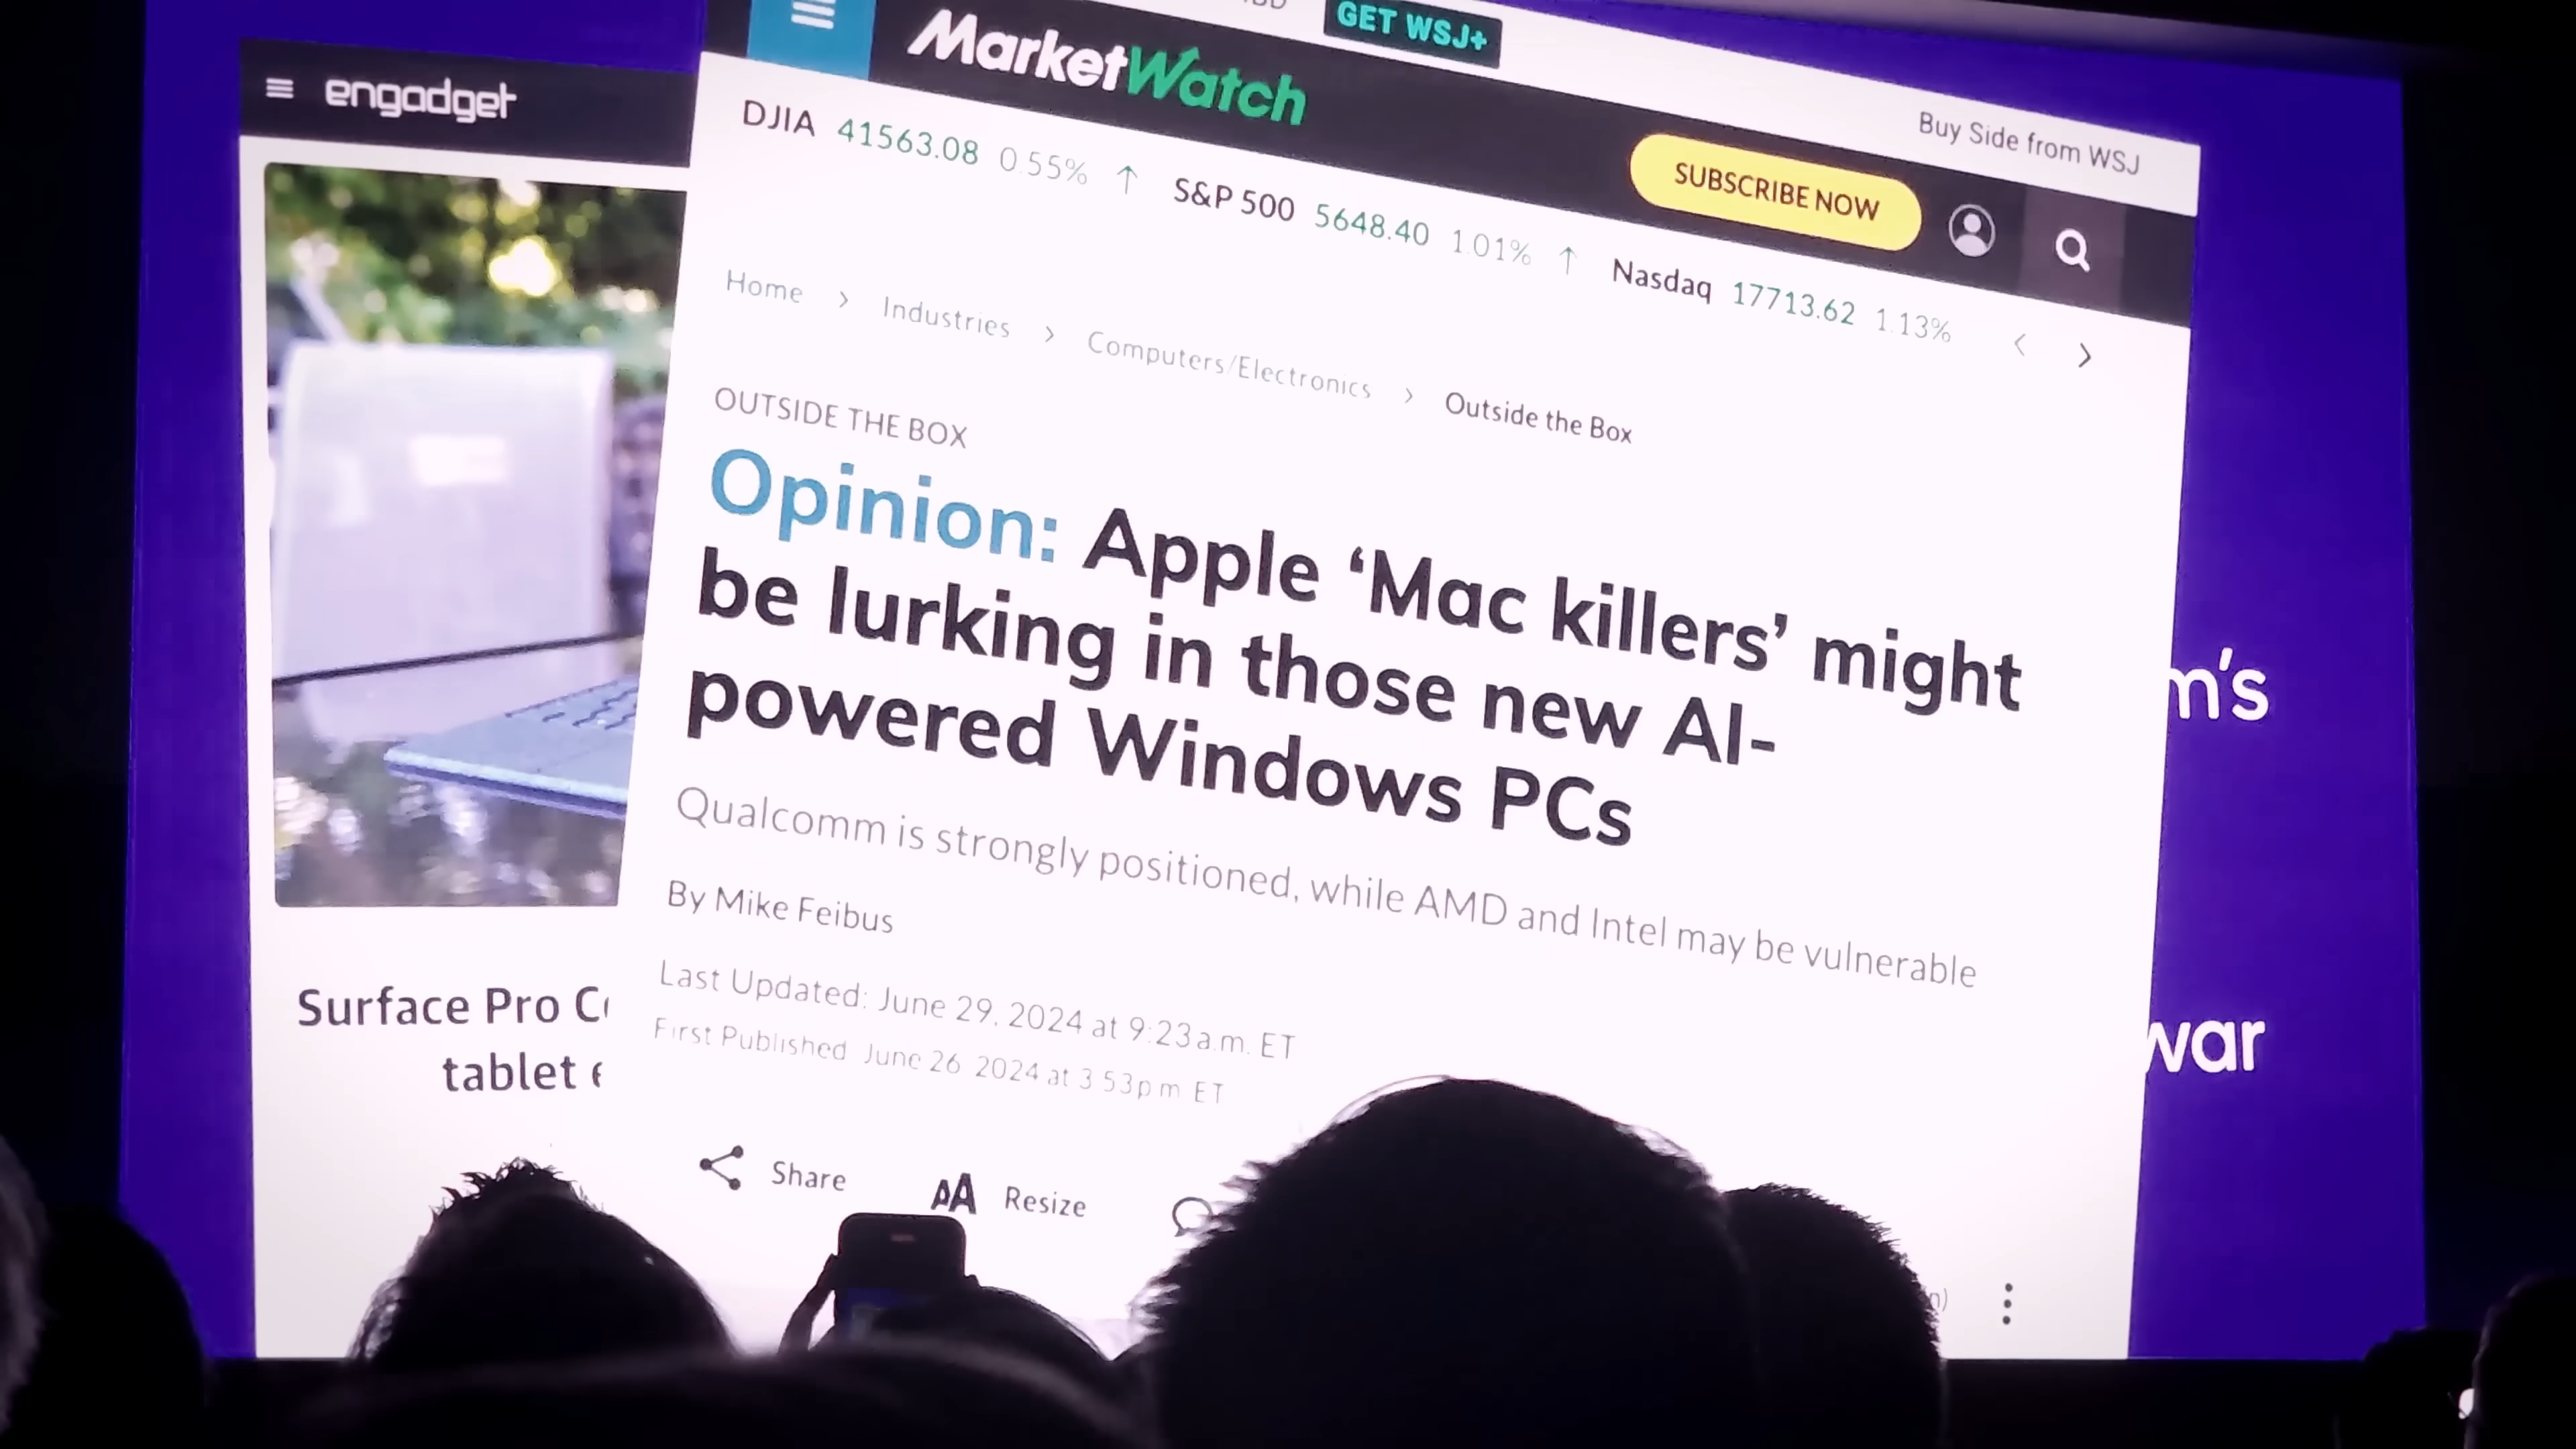 GET WSJ+
Buy Side from WSJ
engadget
MarketWatch
SUBSCRIBE NOW
DJIA 41563.08 0.55% ↑ S&P 500 5648.40 1.01% ↑ Nasdaq 17713.62 1.13%
Home > Industries > Computers/Electronics > Outside the Box
OUTSIDE THE BOX
Opinion: Apple ‘Mac killers’ might
be lurking in those new AI-
powered Windows PCs
Qualcomm is strongly positioned, while AMD and Intel may be vulnerable
By Mike Feibus
Last Updated: June 29, 2024 at 9:23 a.m. ET
First Published June 26 2024 at 3 53 p m ET
Share
AA Resize
Surface Pro
tablet
war